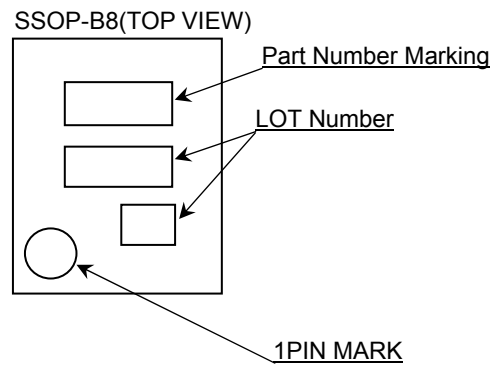 SSOP-B8(TOP VIEW)
Part Number Marking
LOT Number
1PIN MARK